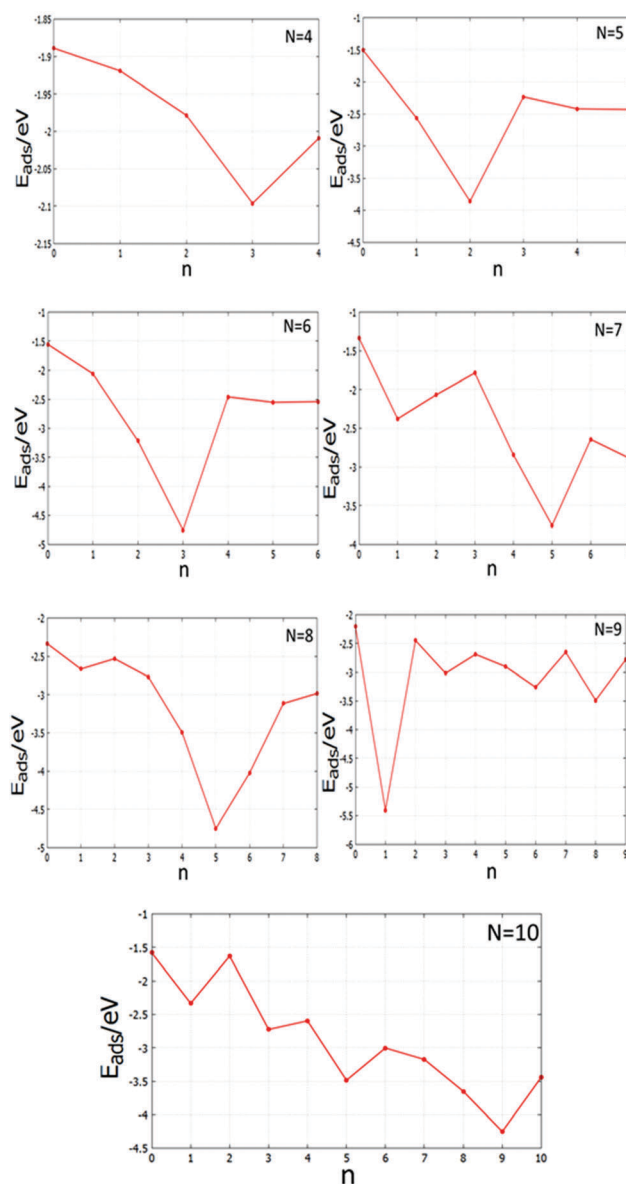 -1.85
N=4
-1.9
-1.95
-2
-2.05
-2.1
-2.15
Eads/eV
0 1 2 3 4
n
-1
N=5
-1.5
-2
-2.5
-3
-3.5
-4
-4.5
Eads/eV
0 1 2 3 4
n
-1
N=6
-1.5
-2
-2.5
-3
-3.5
-4
-4.5
-5
Eads/eV
0 1 2 3 4 5 6
n
-1
N=7
-1.5
-2
-2.5
-3
-3.5
-4
Eads/eV
0 1 2 3 4 5 6
n
-2
N=8
-2.5
-3
-3.5
-4
-4.5
-5
Eads/eV
0 1 2 3 4 5 6 7 8
n
-2
N=9
-2.5
-3
-3.5
-4
-4.5
-5
-5.5
-6
Eads/eV
0 1 2 3 4 5 6 7 8 9
n
-1
N=10
-1.5
-2
-2.5
-3
-3.5
-4
-4.5
Eads/eV
0 1 2 3 4 5 6 7 8 9 10
n